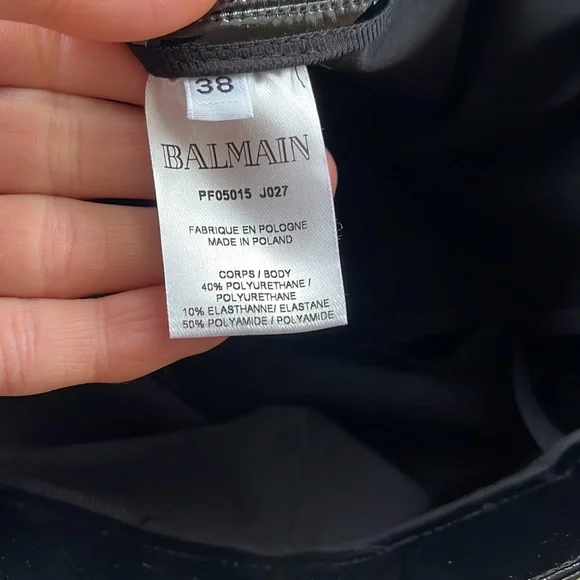 38
BALMAIN
PF05015 J027
FABRIQUE EN POLOGNE
MADE IN POLAND
CORPS / BODY
40% POLYURETHANE /
POLYURETHANE
10% ELASTHANNE/ ELASTANE
50% POLYAMIDE / POLYAMIDE